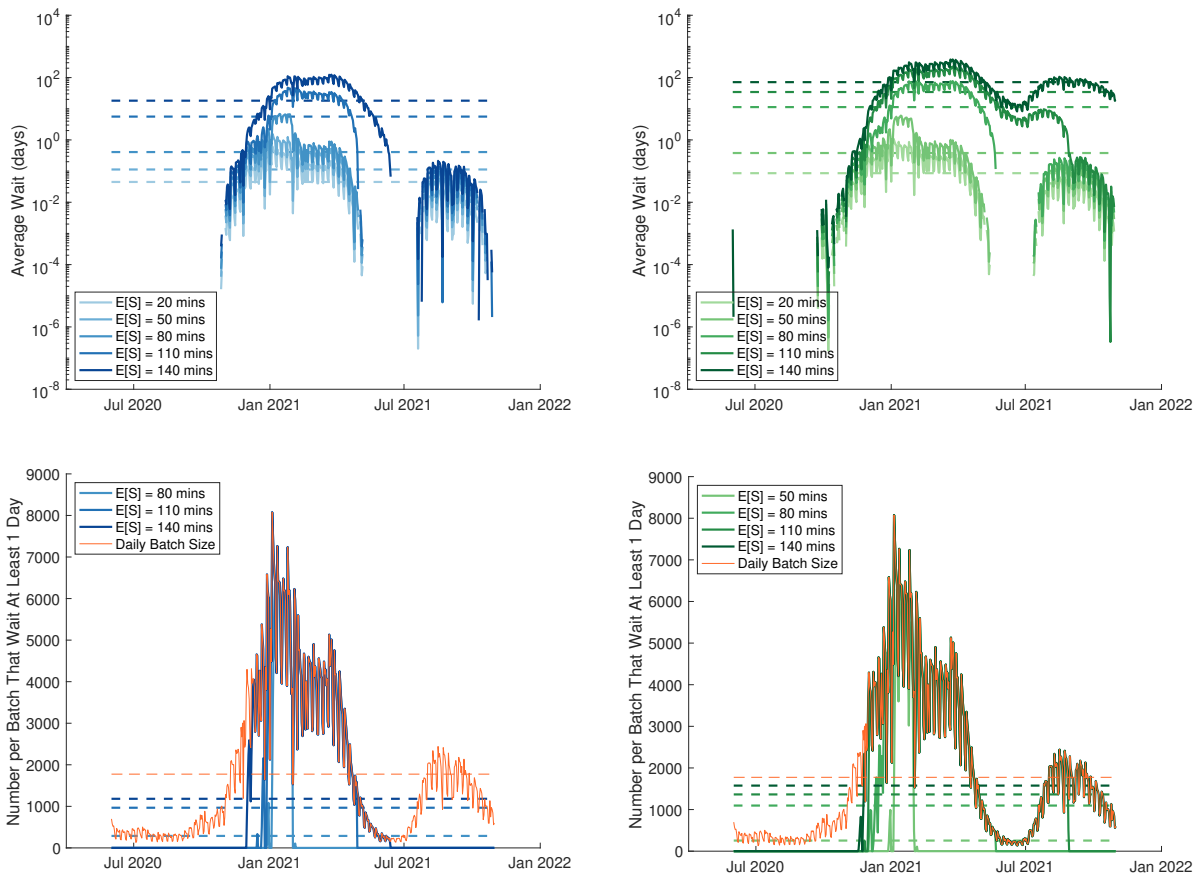 10^4
10^2
10^0
10^-2
10^-4
10^-6
10^-8
Average Wait (days)
E[S] = 20 mins
E[S] = 50 mins
E[S] = 80 mins
E[S] = 110 mins
E[S] = 140 mins
Jul 2020
Jan 2021
Jul 2021
Jan 2022
10^4
10^2
10^0
10^-2
10^-4
10^-6
10^-8
Average Wait (days)
E[S] = 20 mins
E[S] = 50 mins
E[S] = 80 mins
E[S] = 110 mins
E[S] = 140 mins
Jul 2020
Jan 2021
Jul 2021
Jan 2022
9000
8000
7000
6000
5000
4000
3000
2000
1000
0
Number per Batch That Wait At Least 1 Day
E[S] = 80 mins
E[S] = 110 mins
E[S] = 140 mins
Daily Batch Size
Jul 2020
Jan 2021
Jul 2021
Jan 2022
9000
8000
7000
6000
5000
4000
3000
2000
1000
0
Number per Batch That Wait At Least 1 Day
E[S] = 50 mins
E[S] = 80 mins
E[S] = 110 mins
E[S] = 140 mins
Daily Batch Size
Jul 2020
Jan 2021
Jul 2021
Jan 2022